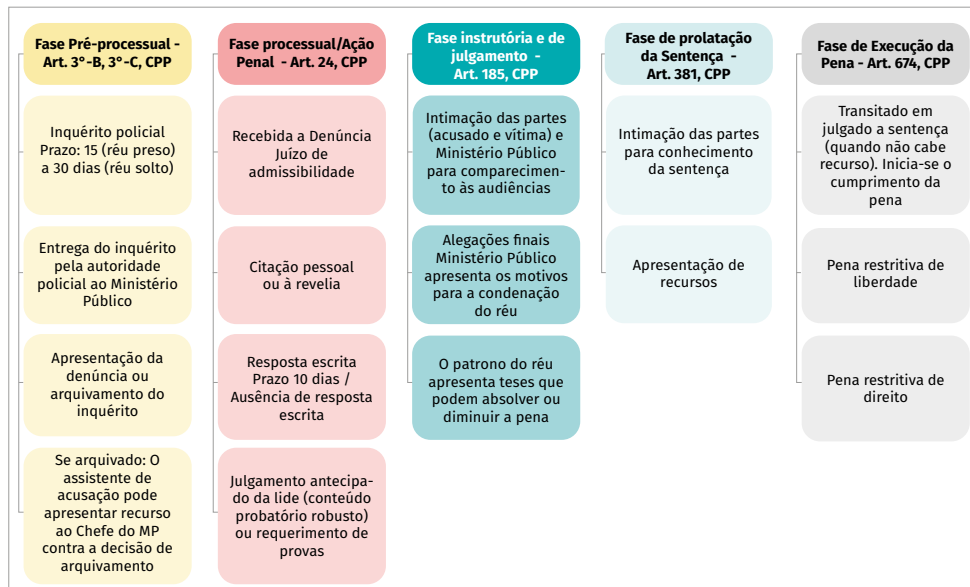 Fase Pré-processual -
Art. 3°-B, 3°-C, CPP
Inquérito policial
Prazo: 15 (réu preso)
a 30 dias (réu solto)
Entrega do inquérito
pela autoridade
policial ao Ministério
Público
Apresentação da
denúncia ou
arquivamento do
inquérito
Se arquivado: O
assistente de
acusação pode
apresentar recurso
ao Chefe do MP
contra a decisão de
arquivamento
Fase processual/Ação
Penal - Art. 24, CPP
Recebida a Denúncia
Juízo de
admissibilidade
Citação pessoal
ou à revelia
Resposta escrita
Prazo 10 dias /
Ausência de resposta
escrita
Julgamento antecipa-
do da lide (conteúdo
probatório robusto)
ou requerimento de
provas
Fase instrutória e de
julgamento -
Art. 185, CPP
Intimação das partes
(acusado e vítima) e
Ministério Público
para comparecimen-
to às audiências
Alegações finais
Ministério Público
apresenta os motivos
para a condenação
do réu
O patrono do réu
apresenta teses que
podem absolver ou
diminuir a pena
Fase de prolatação
da Sentença -
Art. 381, CPP
Intimação das partes
para conhecimento
da sentença
Apresentação de
recursos
Fase de Execução da
Pena - Art. 674, CPP
Transitado em
julgado a sentença
(quando não cabe
recurso). Inicia-se o
cumprimento da
pena
Pena restritiva de
liberdade
Pena restritiva de
direito